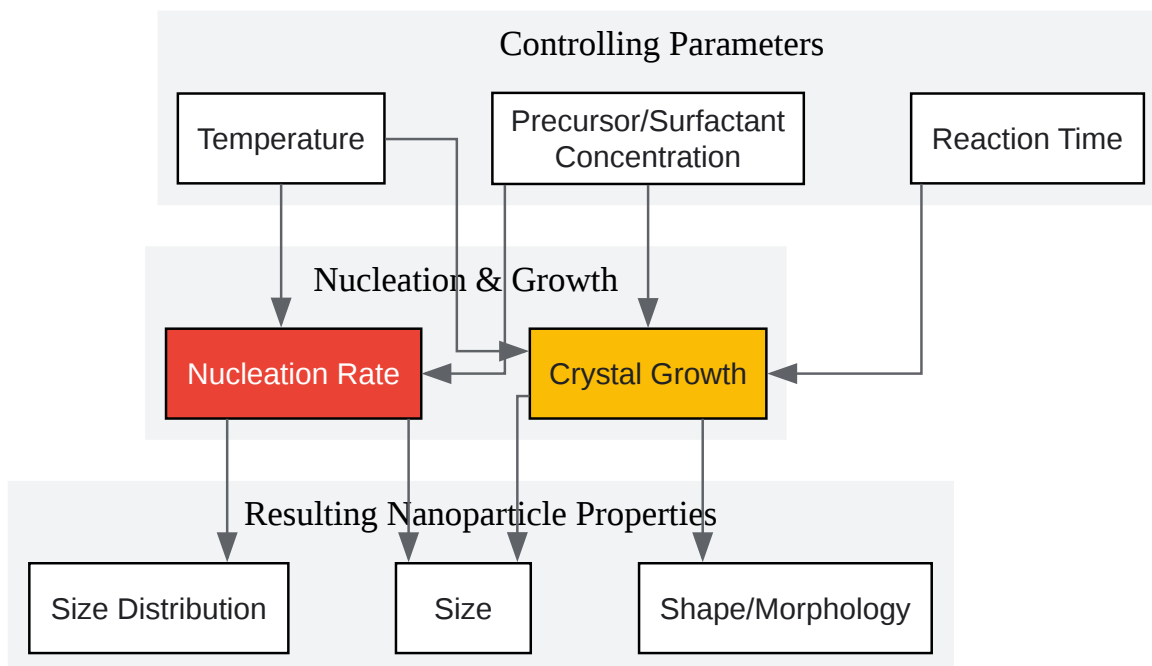 Controlling Parameters
Temperature
Precursor/Surfactant
Concentration
Reaction Time
Nucleation & Growth
Nucleation Rate
Crystal Growth
Resulting Nanoparticle Properties
Size Distribution
Size
Shape/Morphology